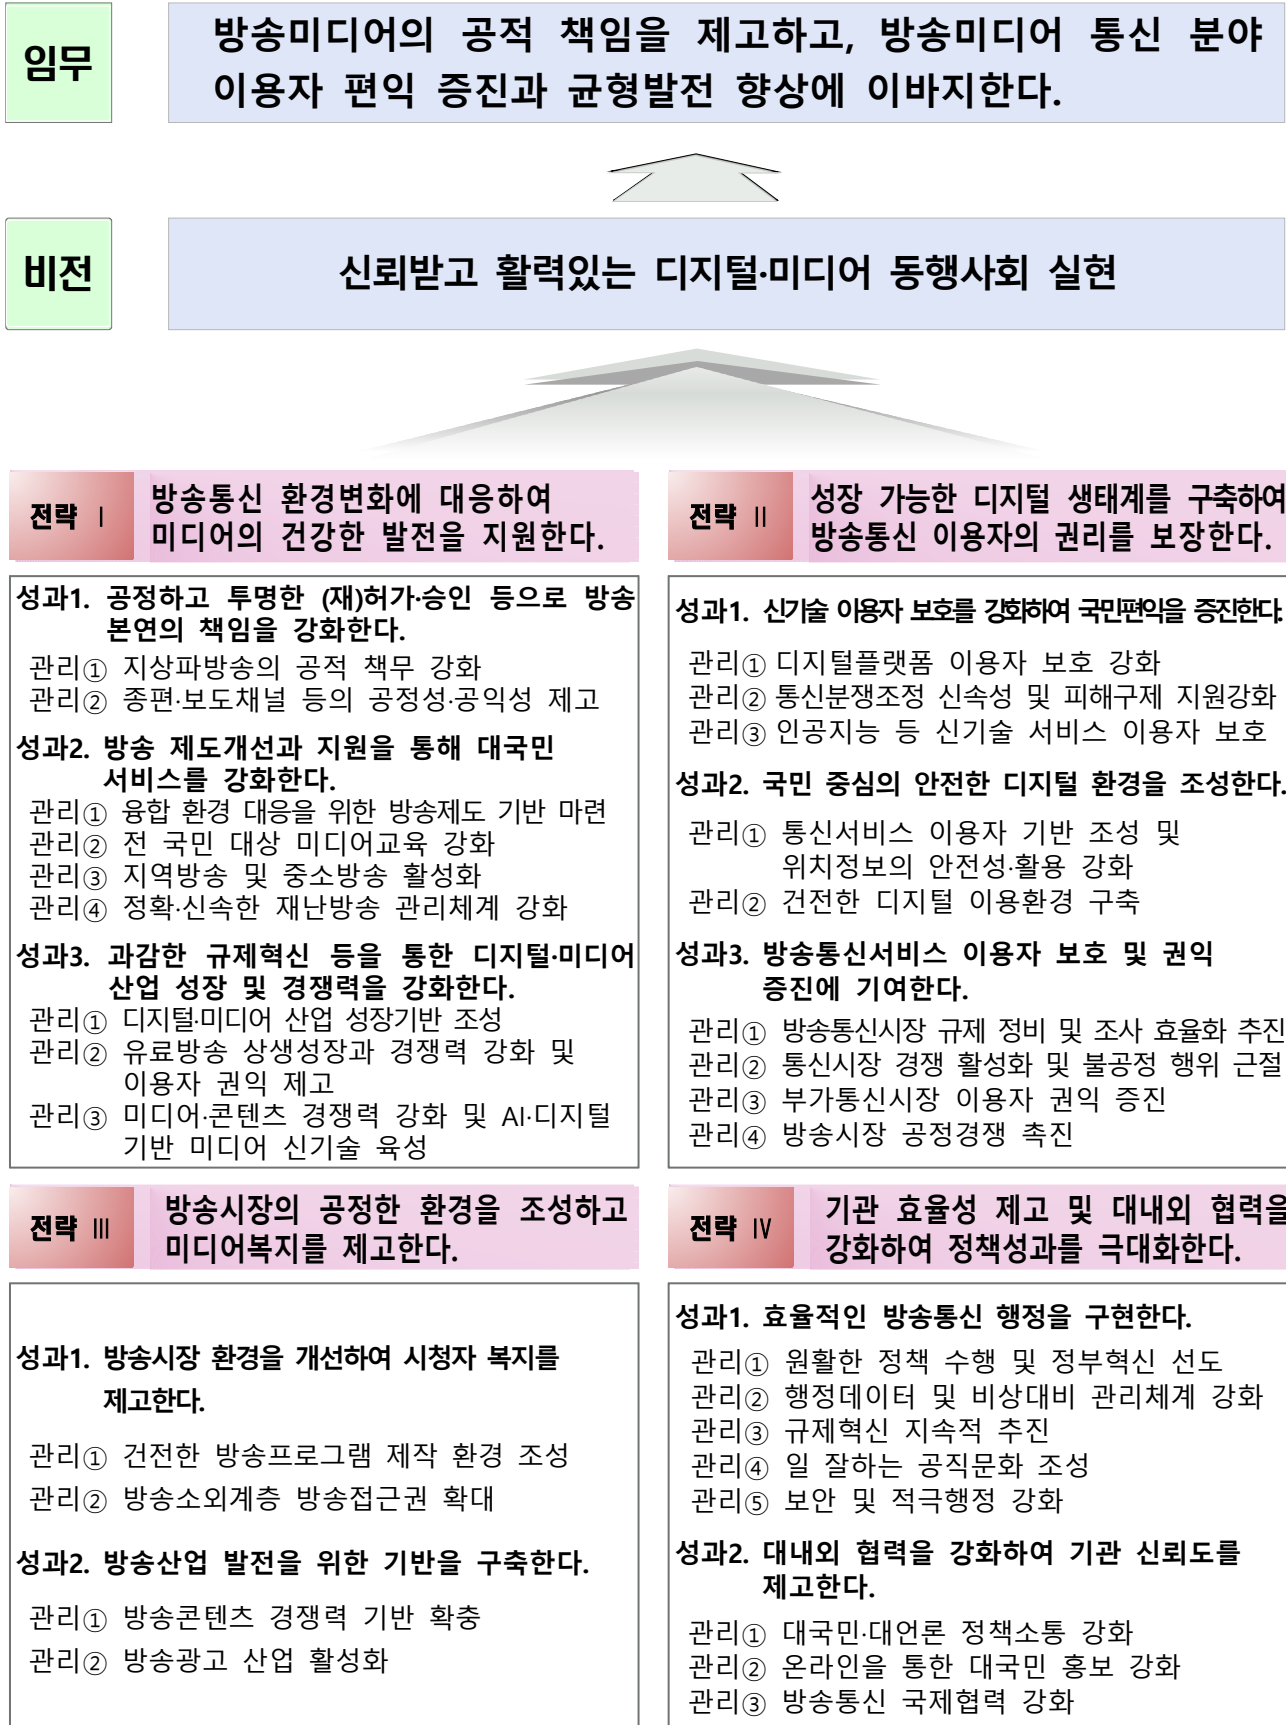 임무
방송미디어의 공적 책임을 제고하고, 방송미디어 통신 분야
이용자 편익 증진과 균형발전 향상에 이바지한다.
비전
신뢰받고 활력있는 디지털·미디어 동행사회 실현
전략 Ⅰ
방송통신 환경변화에 대응하여
미디어의 건강한 발전을 지원한다.
성과1. 공정하고 투명한 (재)허가·승인 등으로 방송
본연의 책임을 강화한다.
관리① 지상파방송의 공적 책무 강화
관리② 종편·보도채널 등의 공정성·공익성 제고
성과2. 방송 제도개선과 지원을 통해 대국민
서비스를 강화한다.
관리① 융합 환경 대응을 위한 방송제도 기반 마련
관리② 전 국민 대상 미디어교육 강화
관리③ 지역방송 및 중소방송 활성화
관리④ 정확·신속한 재난방송 관리체계 강화
성과3. 과감한 규제혁신 등을 통한 디지털·미디어
산업 성장 및 경쟁력을 강화한다.
관리① 디지털·미디어 산업 성장기반 조성
관리② 유료방송 상생성장과 경쟁력 강화 및
이용자 권익 제고
관리③ 미디어·콘텐츠 경쟁력 강화 및 AI·디지털
기반 미디어 신기술 육성
전략 Ⅱ
성장 가능한 디지털 생태계를 구축하여
방송통신 이용자의 권리를 보장한다.
성과1. 신기술 이용자 보호를 강화하여 국민편익을 증진한다.
관리① 디지털플랫폼 이용자 보호 강화
관리② 통신분쟁조정 신속성 및 피해구제 지원강화
관리③ 인공지능 등 신기술 서비스 이용자 보호
성과2. 국민 중심의 안전한 디지털 환경을 조성한다.
관리① 통신서비스 이용자 기반 조성 및
위치정보의 안전성·활용 강화
관리② 건전한 디지털 이용환경 구축
성과3. 방송통신서비스 이용자 보호 및 권익
증진에 기여한다.
관리① 방송통신시장 규제 정비 및 조사 효율화 추진
관리② 통신시장 경쟁 활성화 및 불공정 행위 근절
관리③ 부가통신시장 이용자 권익 증진
관리④ 방송시장 공정경쟁 촉진
전략 Ⅲ
방송시장의 공정한 환경을 조성하고
미디어복지를 제고한다.
성과1. 방송시장 환경을 개선하여 시청자 복지를
제고한다.
관리① 건전한 방송프로그램 제작 환경 조성
관리② 방송소외계층 방송접근권 확대
성과2. 방송산업 발전을 위한 기반을 구축한다.
관리① 방송콘텐츠 경쟁력 기반 확충
관리② 방송광고 산업 활성화
전략 Ⅳ
기관 효율성 제고 및 대내외 협력을
강화하여 정책성과를 극대화한다.
성과1. 효율적인 방송통신 행정을 구현한다.
관리① 원활한 정책 수행 및 정부혁신 선도
관리② 행정데이터 및 비상대비 관리체계 강화
관리③ 규제혁신 지속적 추진
관리④ 일 잘하는 공직문화 조성
관리⑤ 보안 및 적극행정 강화
성과2. 대내외 협력을 강화하여 기관 신뢰도를
제고한다.
관리① 대국민·대언론 정책소통 강화
관리② 온라인을 통한 대국민 홍보 강화
관리③ 방송통신 국제협력 강화